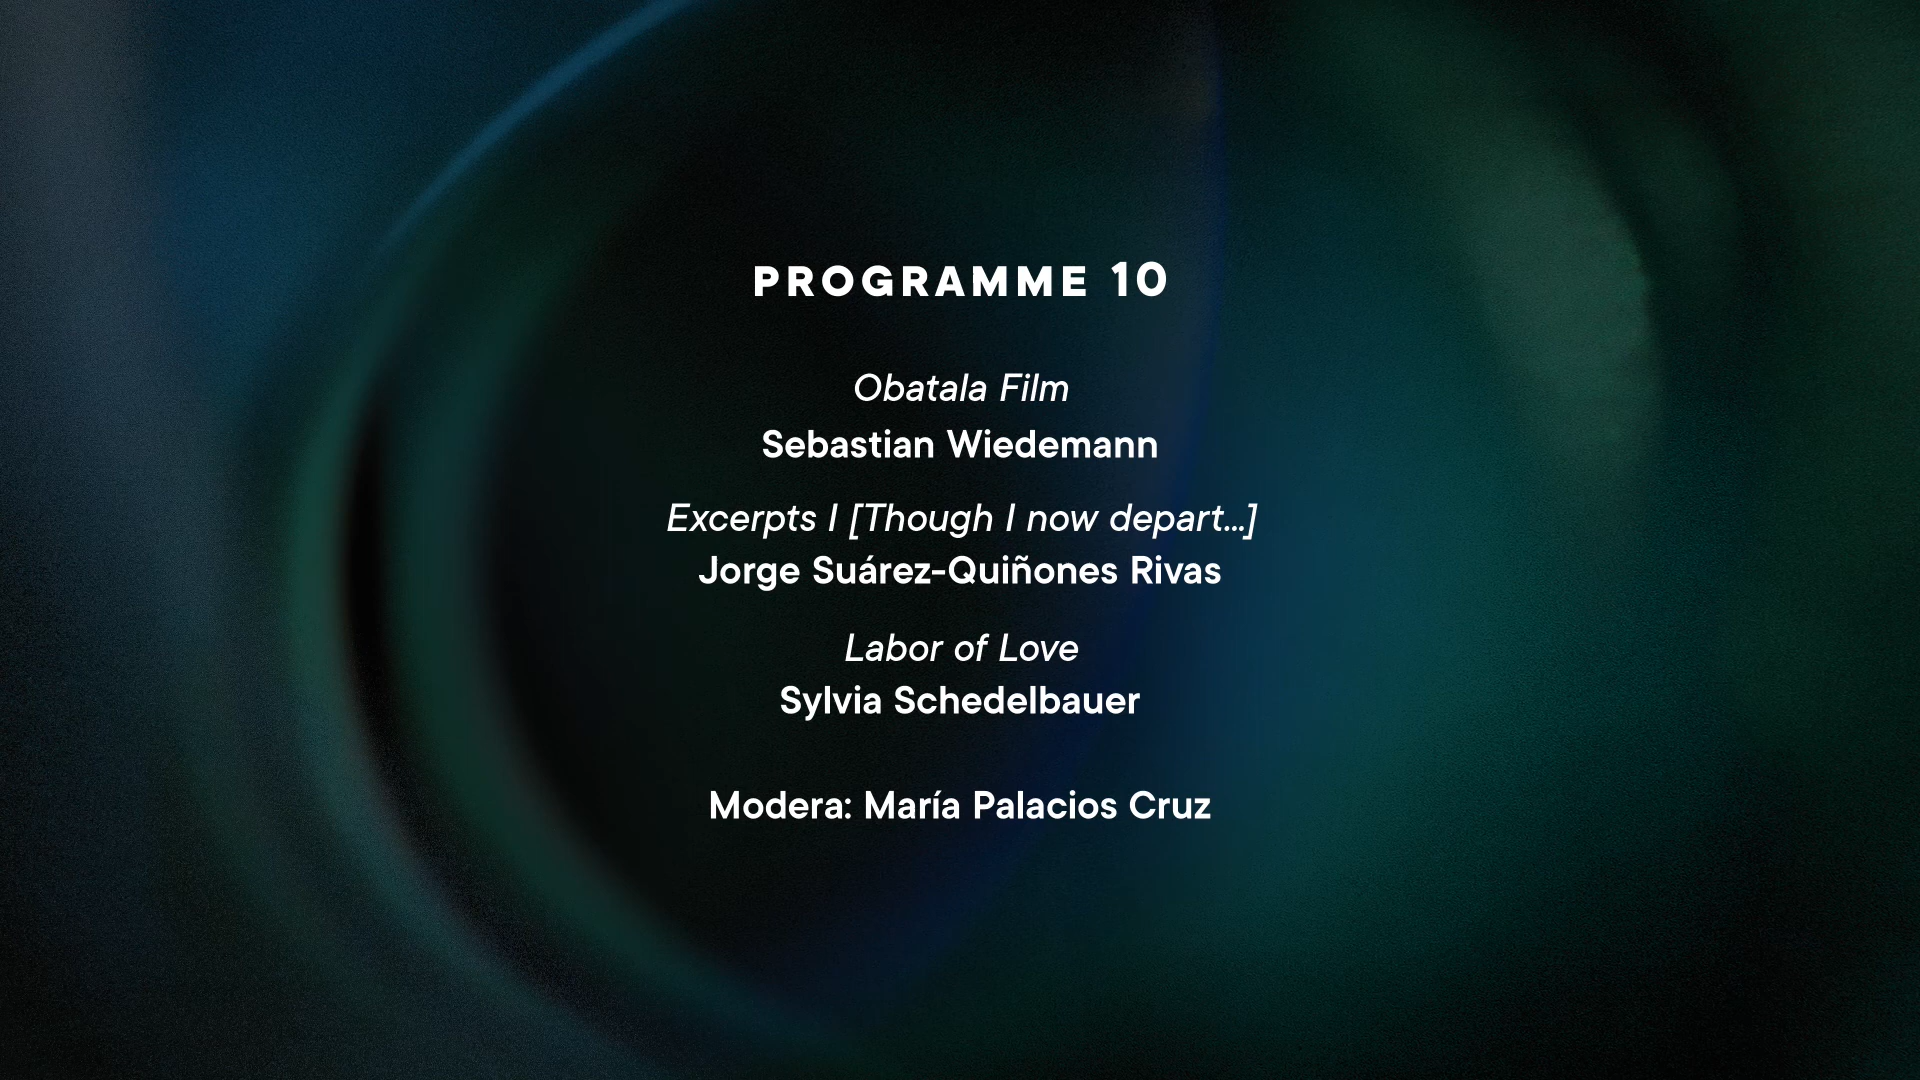 PROGRAMME 10
Obatala Film
Sebastian Wiedemann
Excerpts I [Though I now depart...]
Jorge Suárez-Quiñones Rivas
Labor of Love
Sylvia Schedelbauer
Modera: María Palacios Cruz